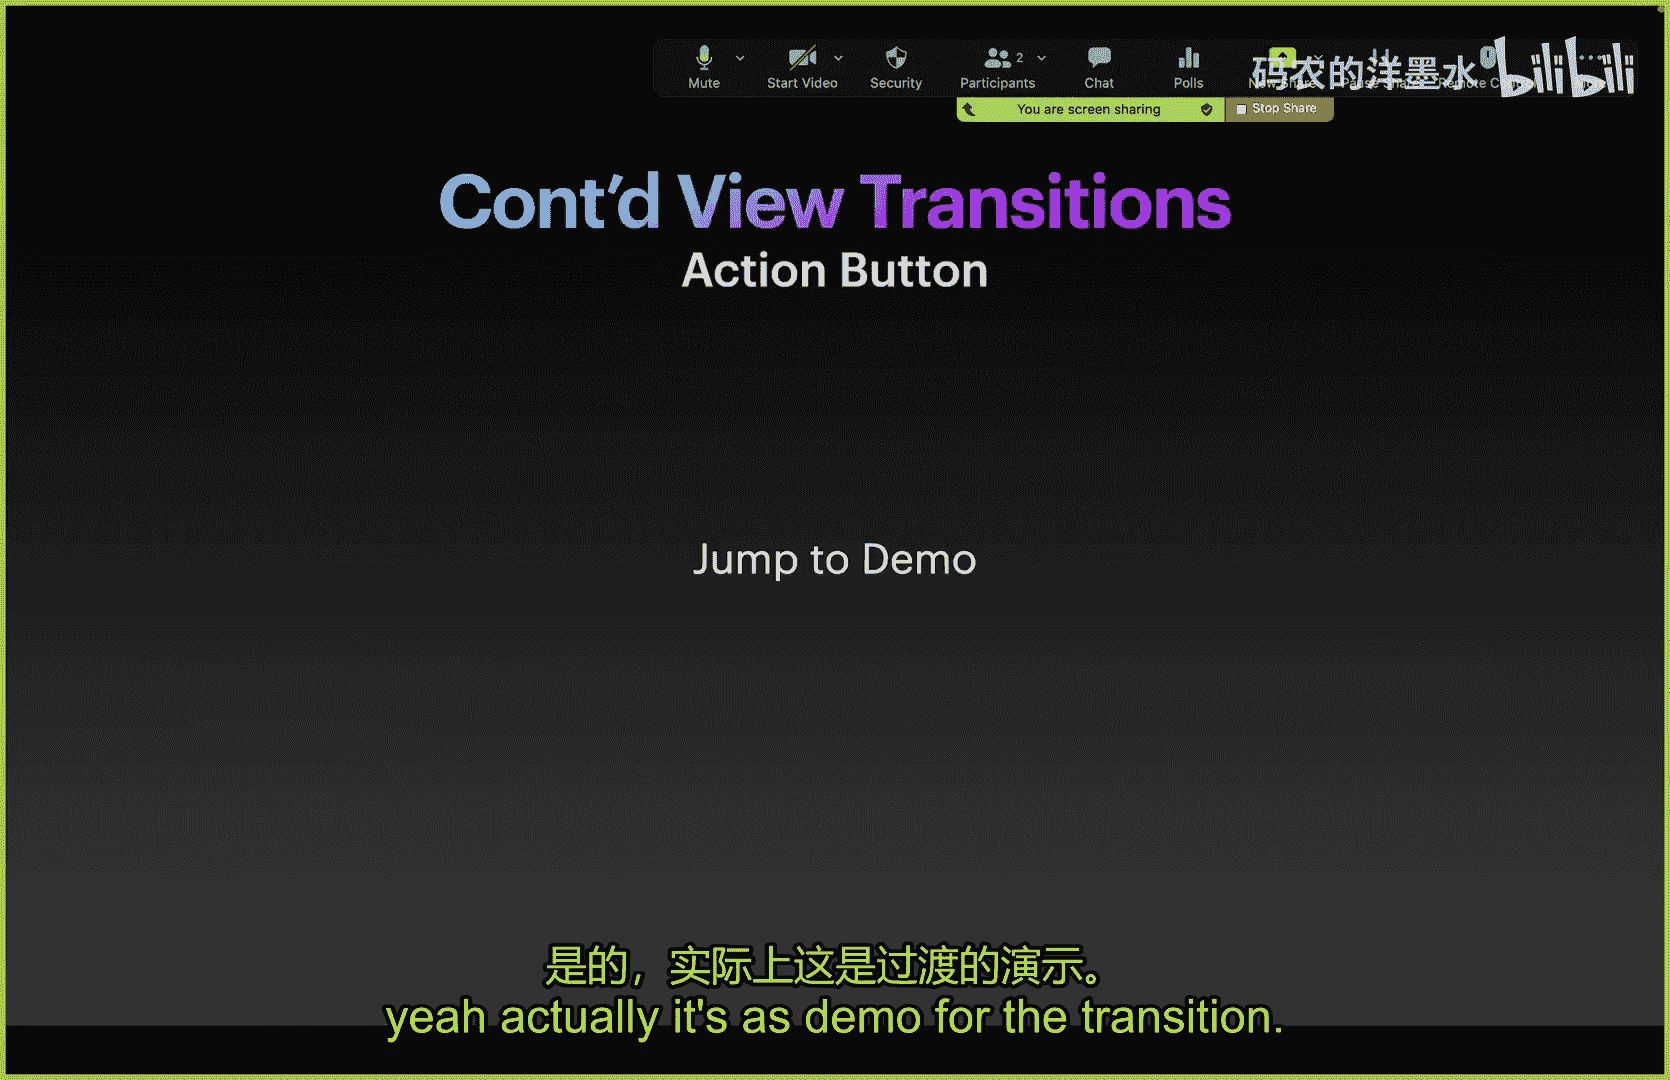 Mute
Start Video
Security
2
Participants
Chat
Polls
码农的洋墨水
bilibili
You are screen sharing
Stop Share
Cont'd View Transitions
Action Button
Jump to Demo
是的，实际上这是过渡的演示。
yeah actually it's as demo for the transition.